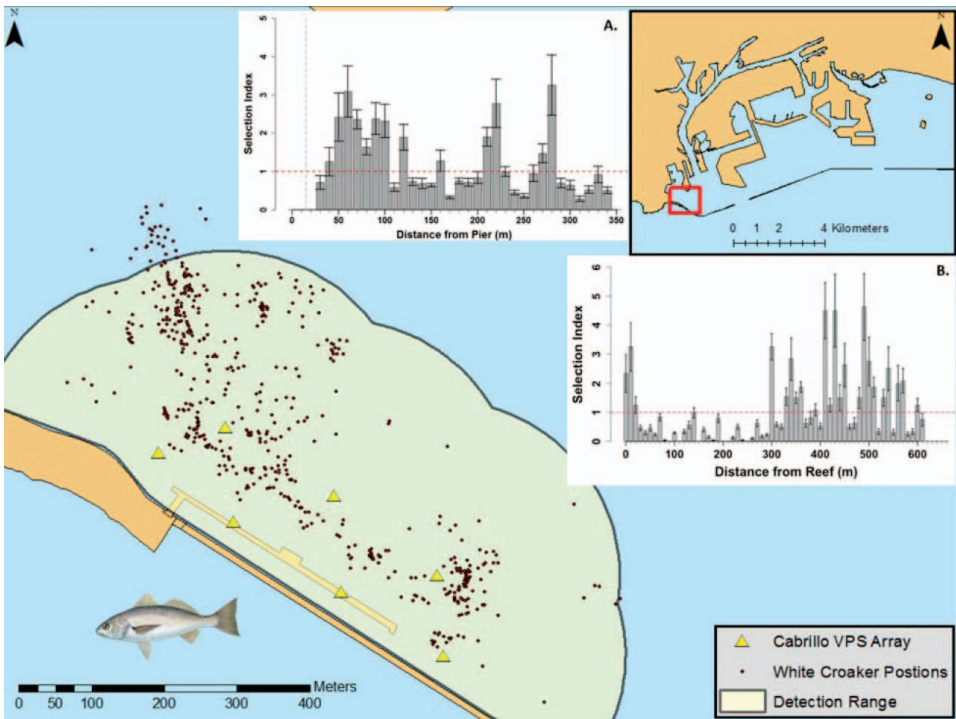 N
A.
Selection Index
5
4
3
2
1
0
0 50 100 150 200 250 300 350
Distance from Pier (m)
N
0 1 2 4 Kilometers
B.
Selection Index
6
5
4
3
2
1
0
0 100 200 300 400 500 600
Distance from Reef (m)
Meters
0 50 100 200 300 400
Cabrillo VPS Array
White Croaker Postions
Detection Range